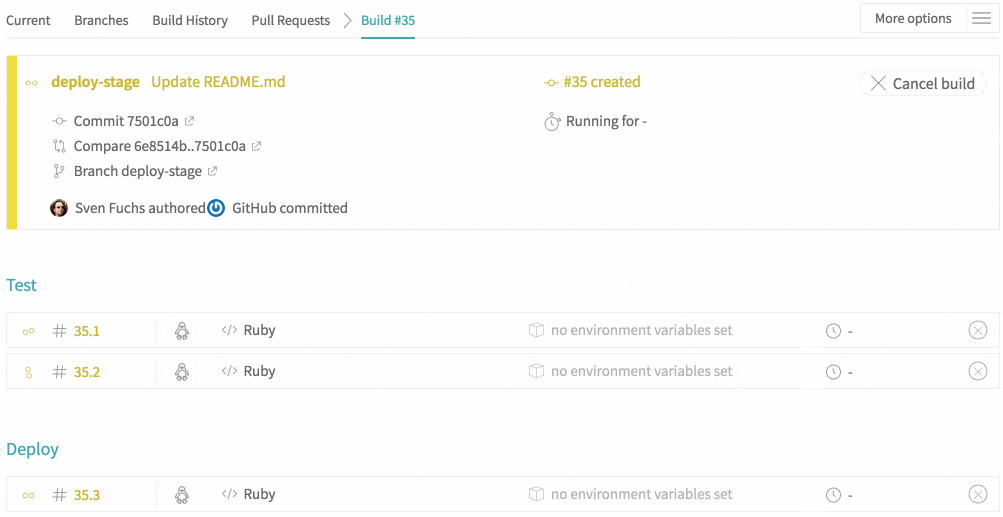 Current Branches Build History Pull Requests Build #35 More options
deploy-stage Update README.md #35 created Cancel build
Commit 7501c0a Running for -
Compare 6e8514b..7501c0a
Branch deploy-stage
Sven Fuchs authored GitHub committed
Test
# 35.1 </> Ruby no environment variables set -
# 35.2 </> Ruby no environment variables set -
Deploy
# 35.3 </> Ruby no environment variables set -